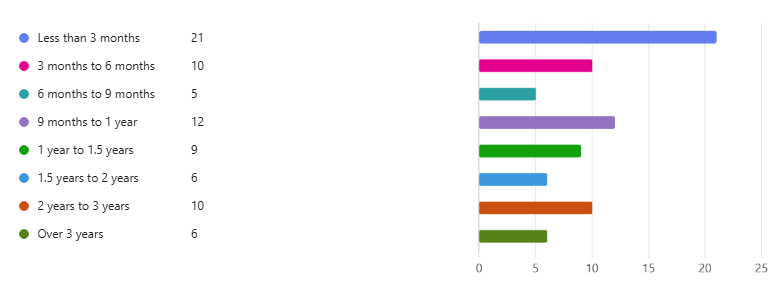 Less than 3 months 21
3 months to 6 months 10
6 months to 9 months 5
9 months to 1 year 12
1 year to 1.5 years 9
1.5 years to 2 years 6
2 years to 3 years 10
Over 3 years 6
0 5 10 15 20 25